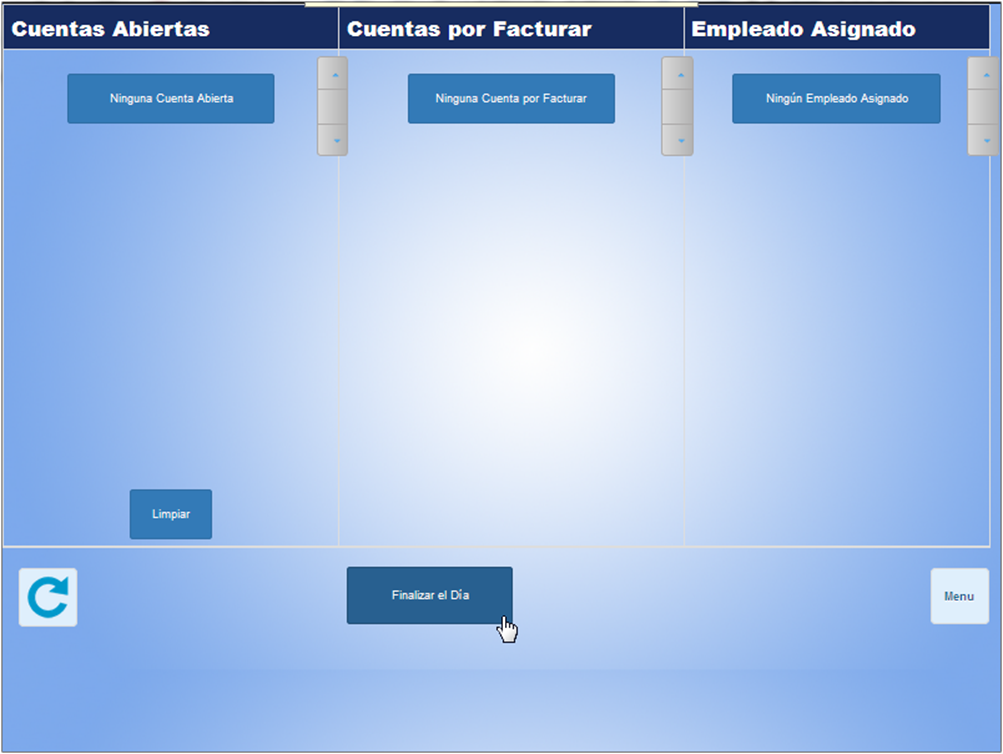 Cuentas Abiertas
Cuentas por Facturar
Empleado Asignado
Ninguna Cuenta Abierta
Ninguna Cuenta por Facturar
Ningún Empleado Asignado
Limpiar
Finalizar el Día
Menu